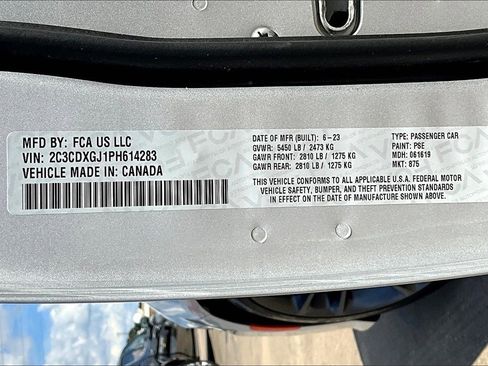 MFD BY: FCA US LLC
VIN: 2C3CDXGJ1PH614283
VEHICLE MADE IN: CANADA
DATE OF MFR (BUILT): 6-23
GVWR: 5450 LB / 2473 KG
GAWR FRONT: 2810 LB / 1275 KG
GAWR REAR: 2810 LB / 1275 KG
TYPE: PASSENGER CAR
PAINT: PSE
MDH: 061619
MKT: 875
THIS VEHICLE CONFORMS TO ALL APPLICABLE U.S.A. FEDERAL MOTOR
VEHICLE SAFETY, BUMPER, AND THEFT PREVENTION STANDARDS
IN EFFECT ON THE DATE OF MANUFACTURE SHOWN ABOVE.